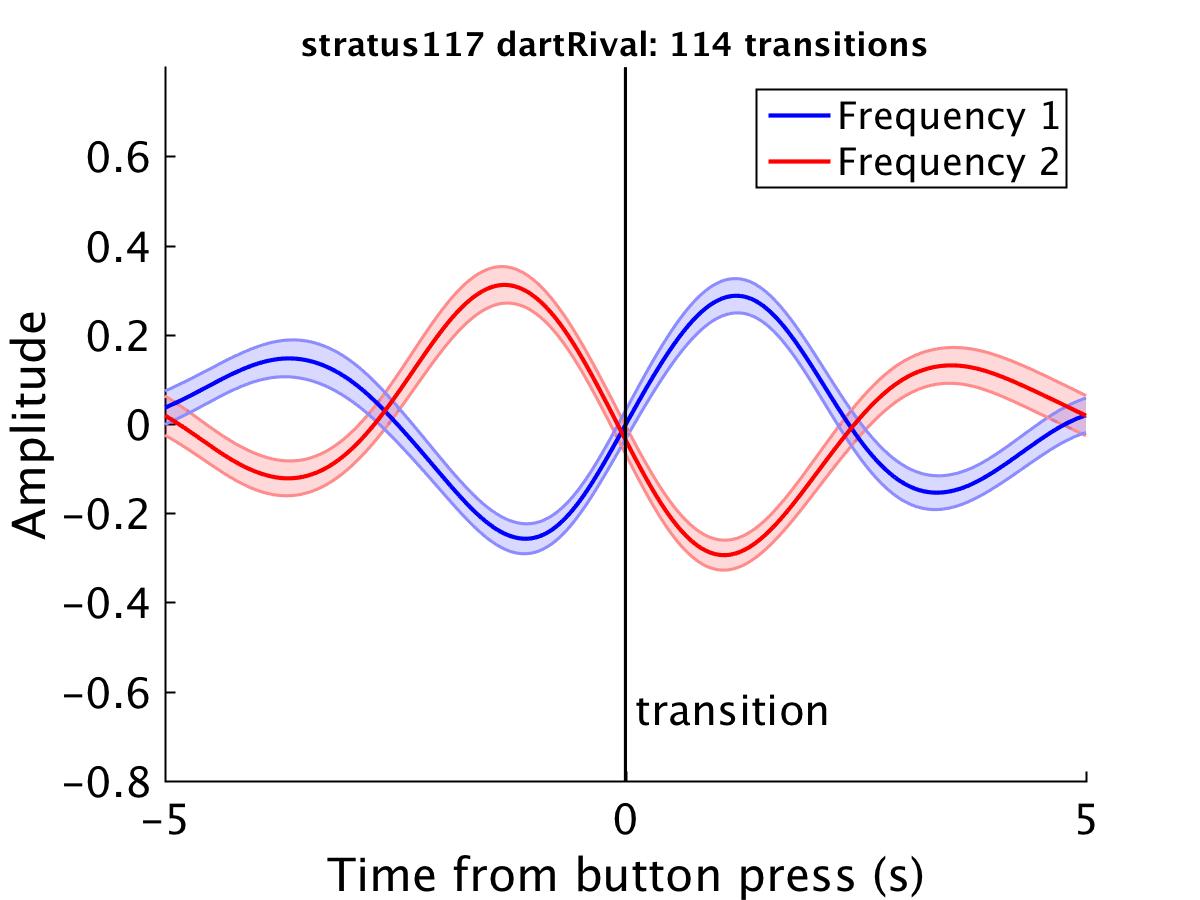 stratus117 dartRival: 114 transitions
Frequency 1
Frequency 2
Amplitude
0.6
0.4
0.2
0
−0.2
−0.4
−0.6
−0.8
transition
−5
0
5
Time from button press (s)